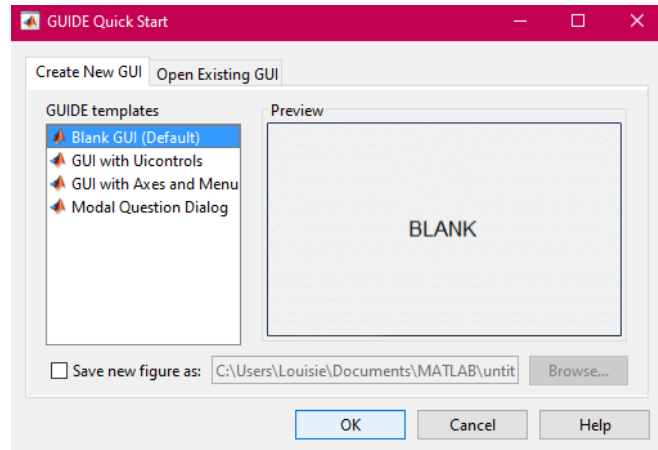 GUIDE Quick Start
Create New GUI
Open Existing GUI
GUIDE templates
Preview
Blank GUI (Default)
GUI with Uicontrols
GUI with Axes and Menu
Modal Question Dialog
BLANK
Save new figure as:
C:\Users\Louisie\Documents\MATLAB\untit
Browse...
OK
Cancel
Help